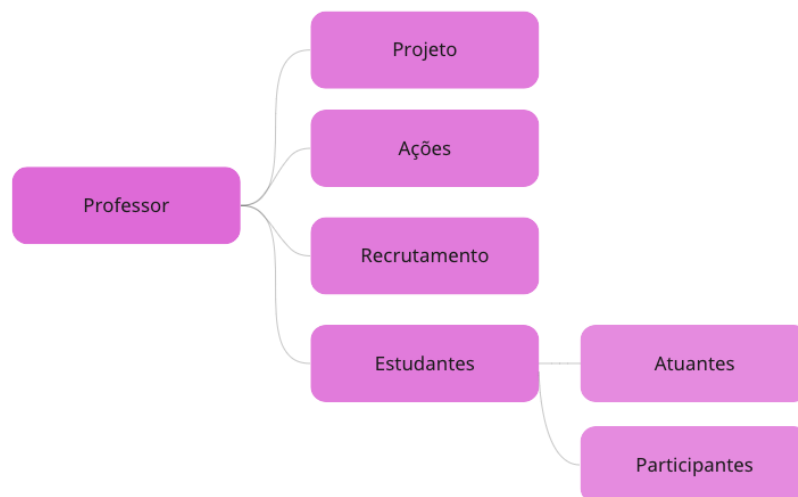 Projeto
Ações
Professor
Recrutamento
Estudantes
Atuantes
Participantes